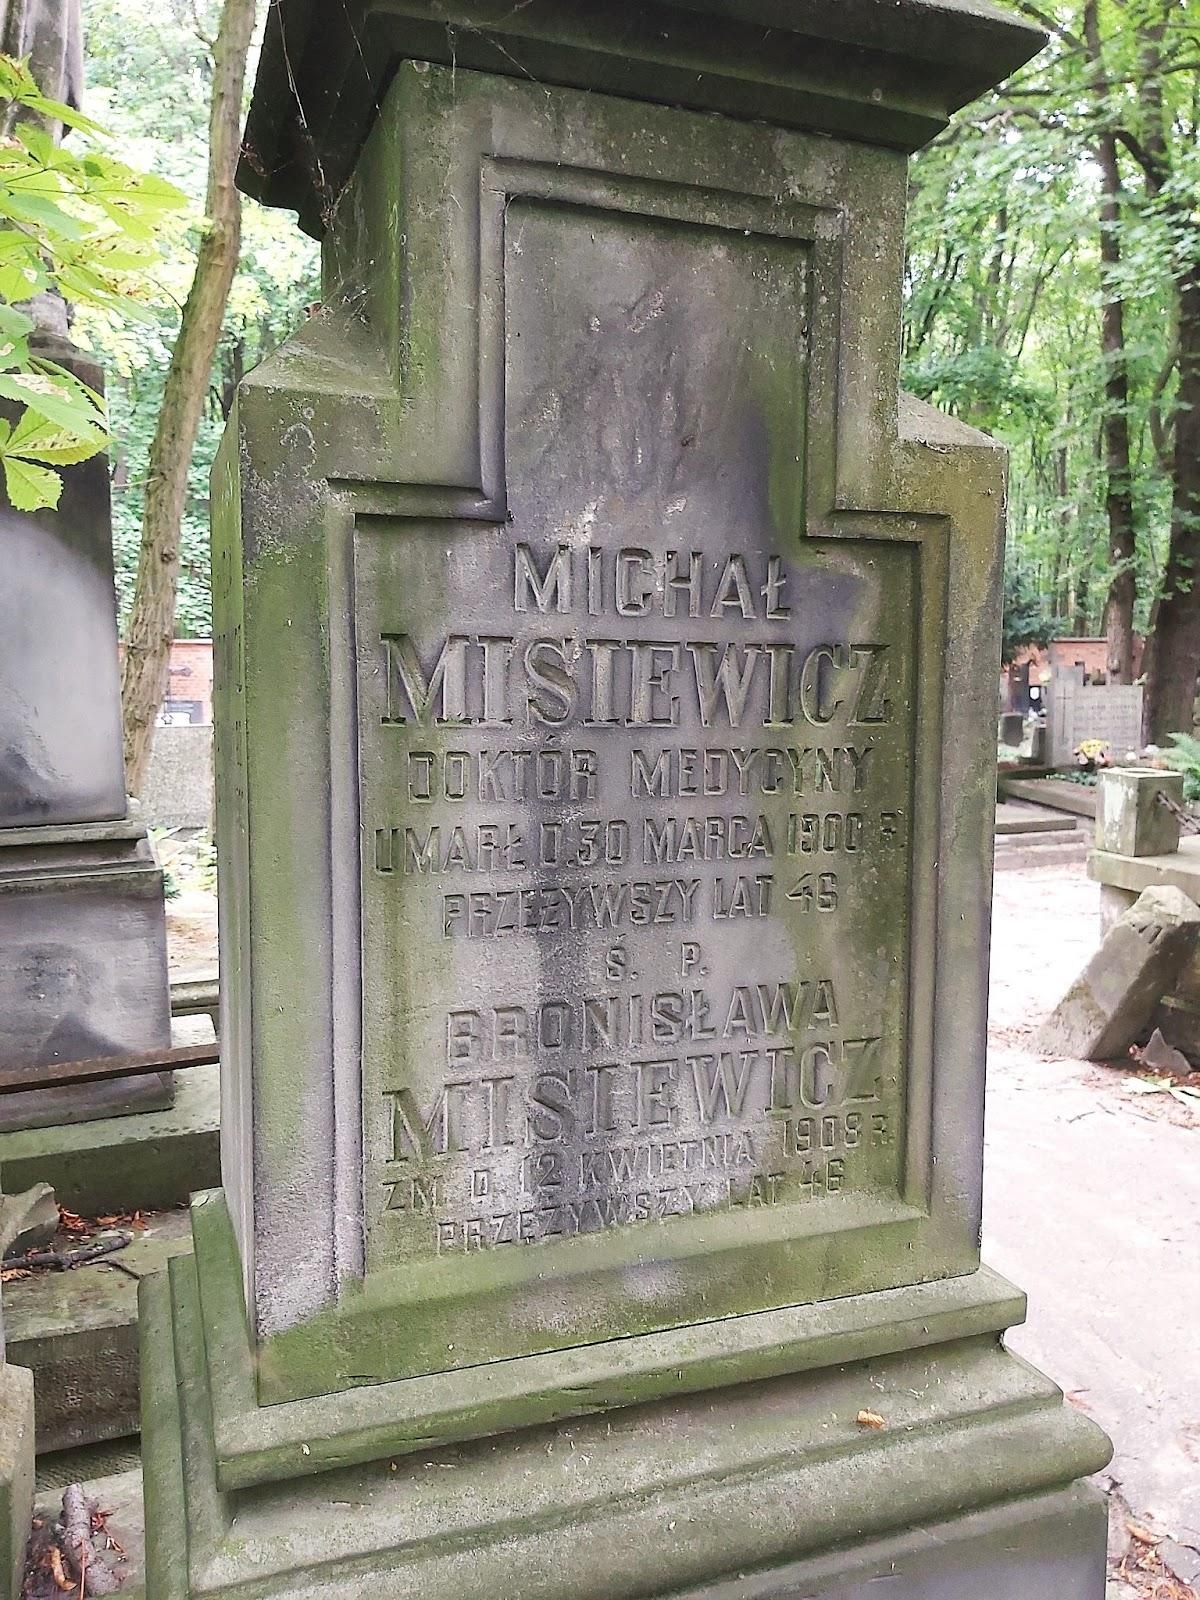 MICHAŁ
MISIEWICZ
DOKTÓR MEDYCYNY
UMARŁ D.30 MARCA 1900 R.
PRZEŻYWSZY LAT 46
Ś. P.
BRONISŁAWA
MISIEWICZ
ZM. D. 12 KWIETNIA 1908 R.
PRZEŻYWSZY LAT 46